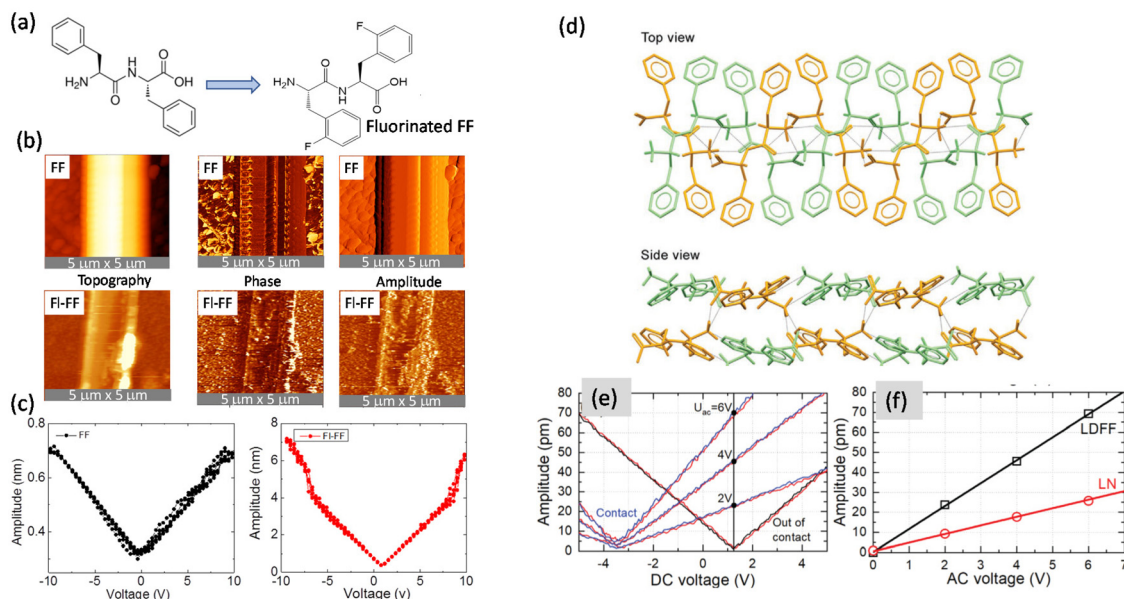 (a)
H₂N
O
H
N
O
OH
F
H₂N
O
H
N
O
OH
F
Fluorinated FF
(b)
FF
FF
FF
5 μm x 5 μm
5 μm x 5 μm
5 μm x 5 μm
Topography
Phase
Amplitude
Fl-FF
Fl-FF
Fl-FF
5 μm x 5 μm
5 μm x 5 μm
5 μm x 5 μm
(c)
0.8
0.6
0.4
Amplitude (nm)
FF
-10
-5
0
5
10
Voltage (V)
8
6
4
2
0
Amplitude (nm)
Fl-FF
-10
-5
0
5
10
Voltage (v)
(d)
Top view
Side view
(e)
80
70
60
50
40
30
20
10
0
Amplitude (pm)
Uac=6V
4V
2V
Contact
Out of
contact
-4
-2
0
2
4
DC voltage (V)
(f)
80
70
60
50
40
30
20
10
0
Amplitude (pm)
LDFF
LN
0
1
2
3
4
5
6
7
AC voltage (V)